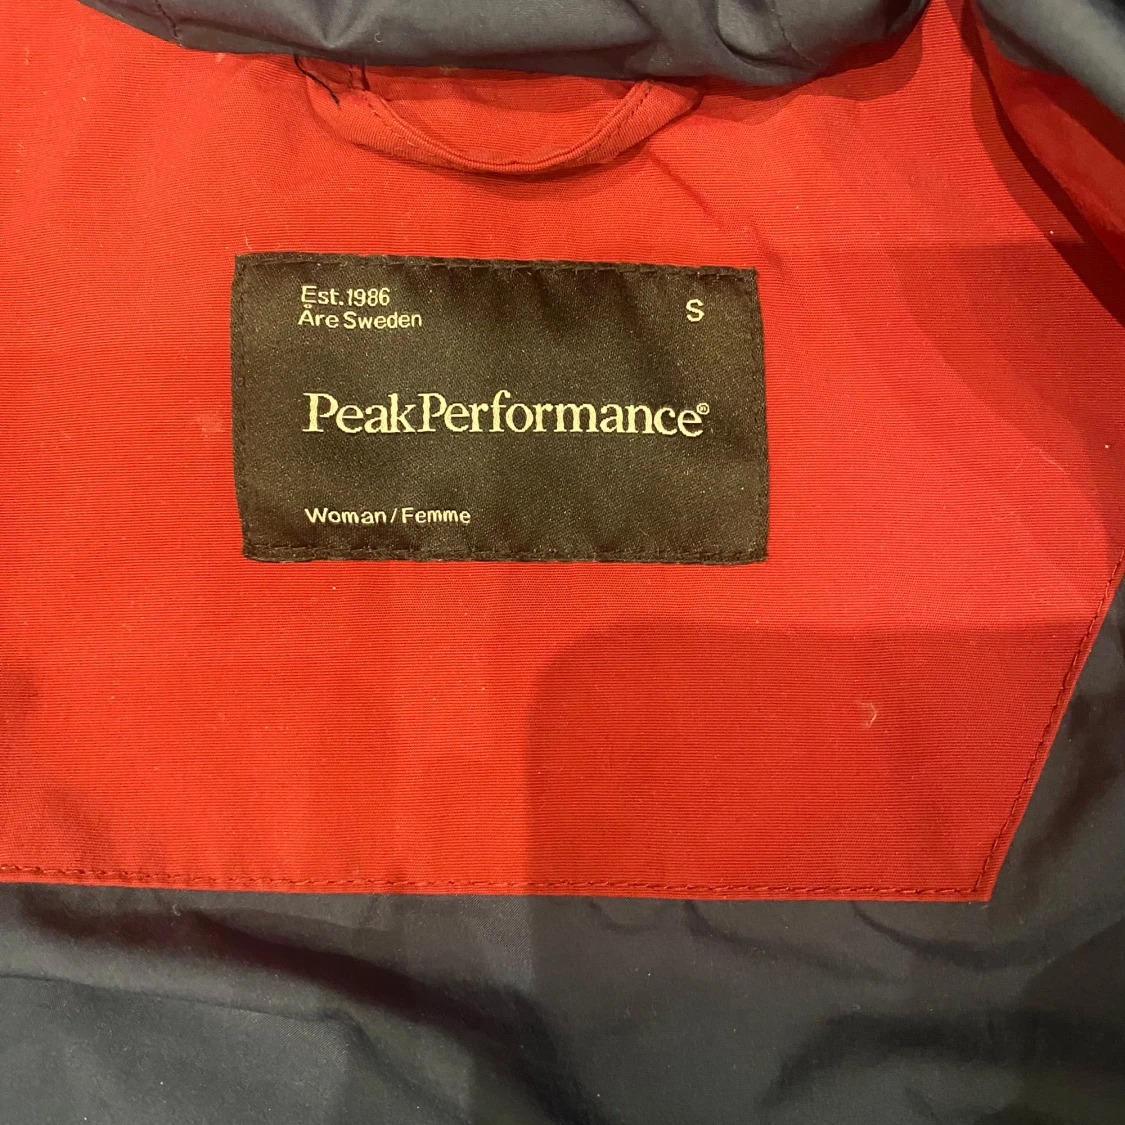 Est.1986
Åre Sweden
S
PeakPerformance®
Woman/Femme